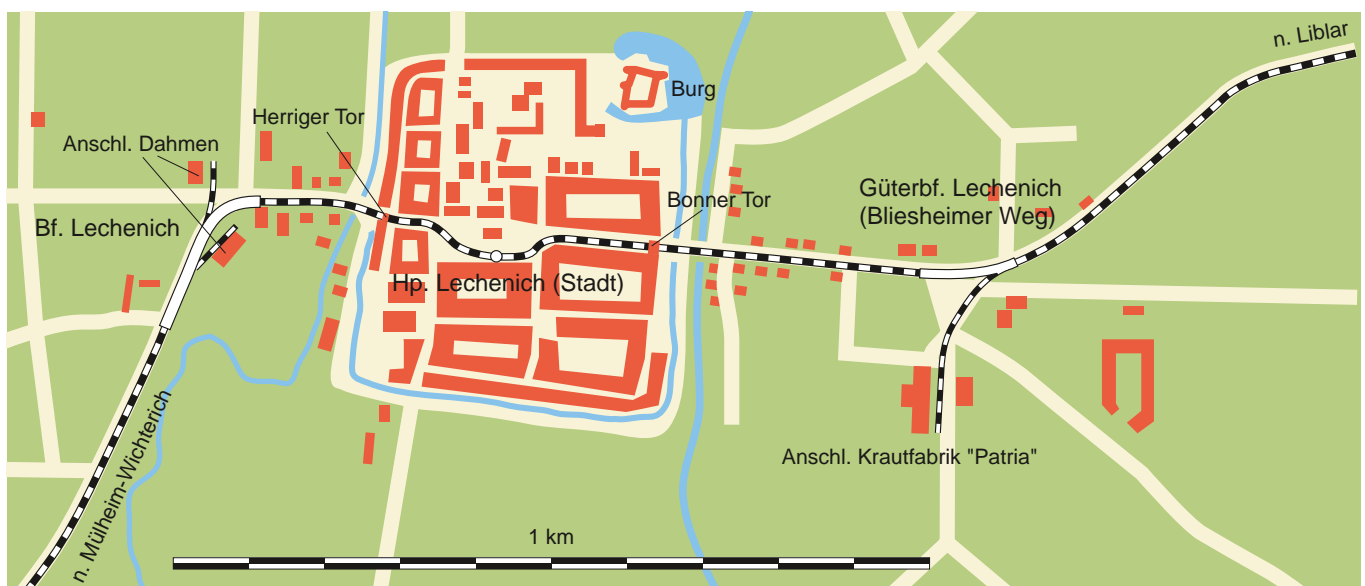 n. Liblar
Burg
Herriger Tor
Anschl. Dahmen
Güterbf. Lechenich
(Bliesheimer Weg)
Bonner Tor
Bf. Lechenich
Hp. Lechenich (Stadt)
n. Mülheim-Wichterich
Anschl. Krautfabrik "Patria"
1 km